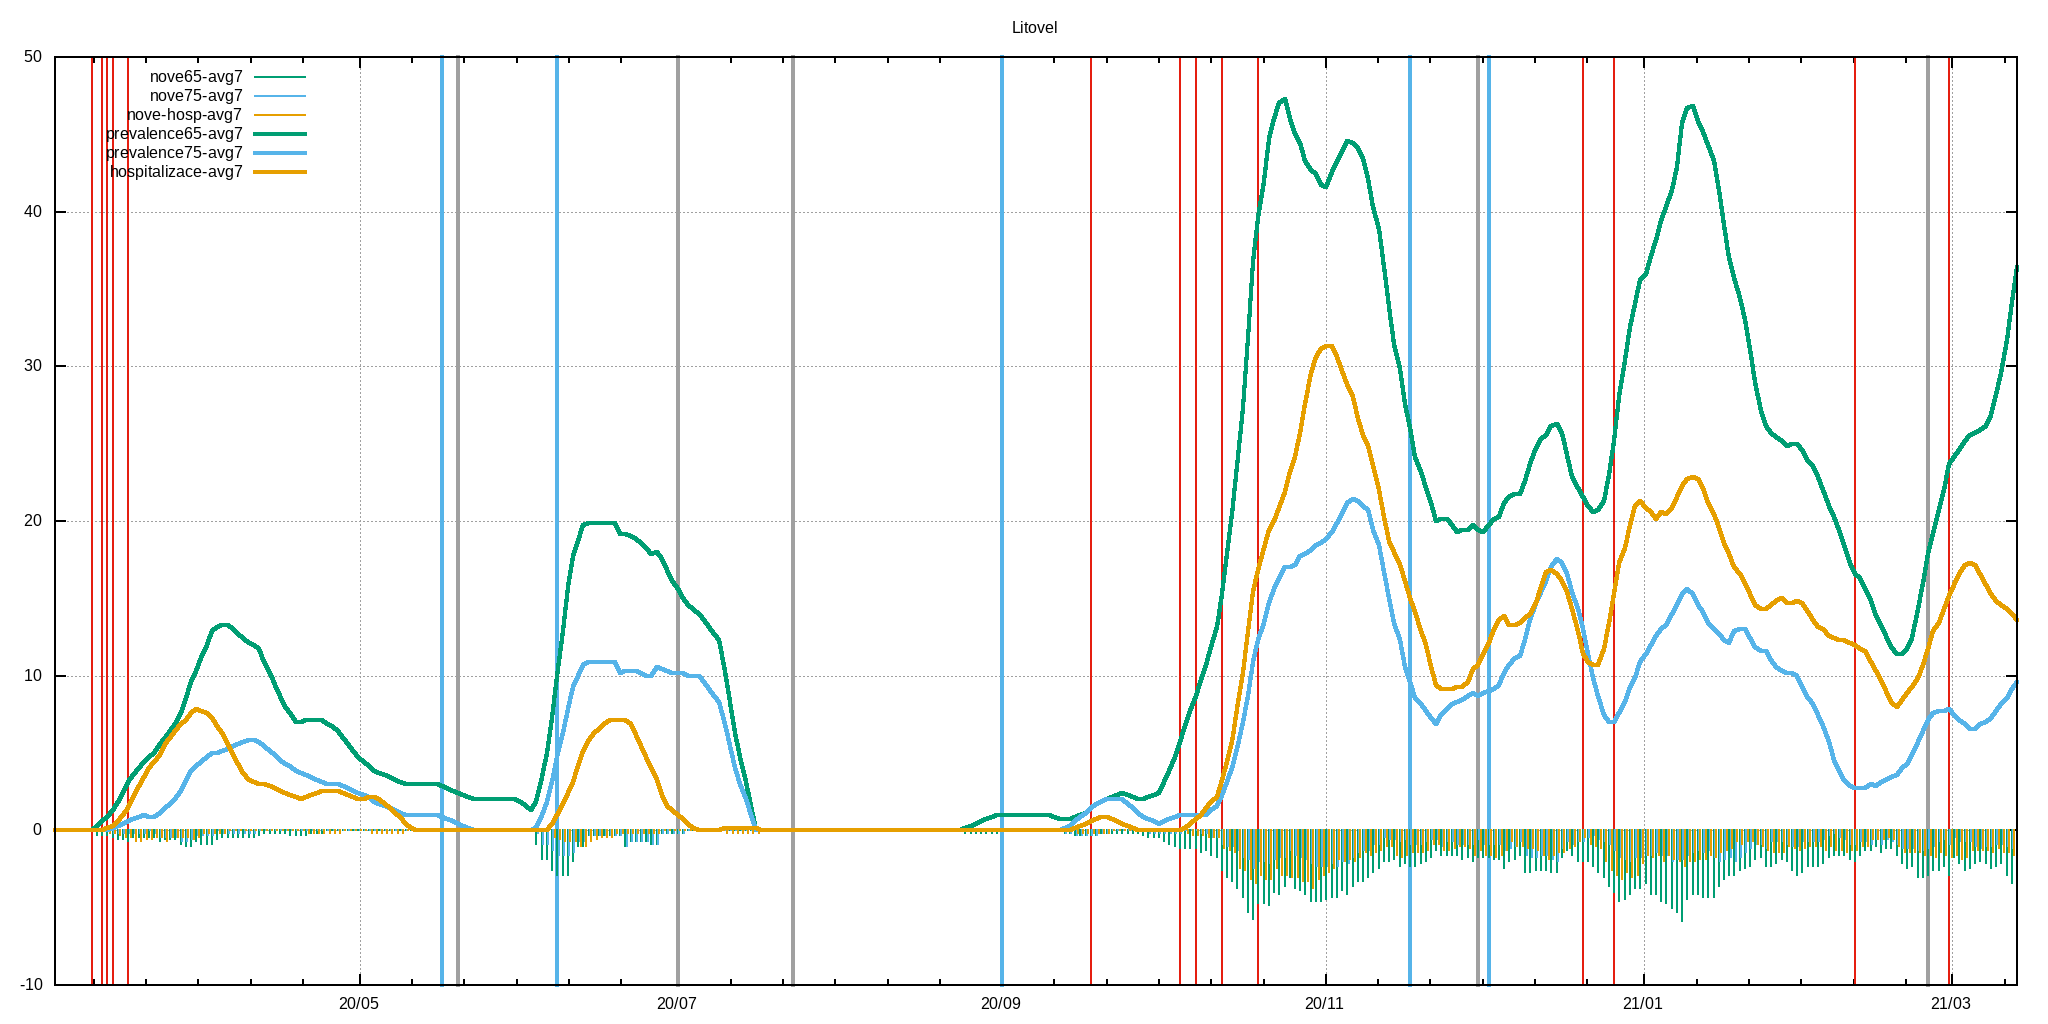 Litovel
50
nove65-avg7
nove75-avg7
nove-hosp-avg7
prevalence65-avg7
prevalence75-avg7
hospitalizace-avg7
40
30
20
10
0
-10
20/05
20/07
20/09
20/11
21/01
21/03